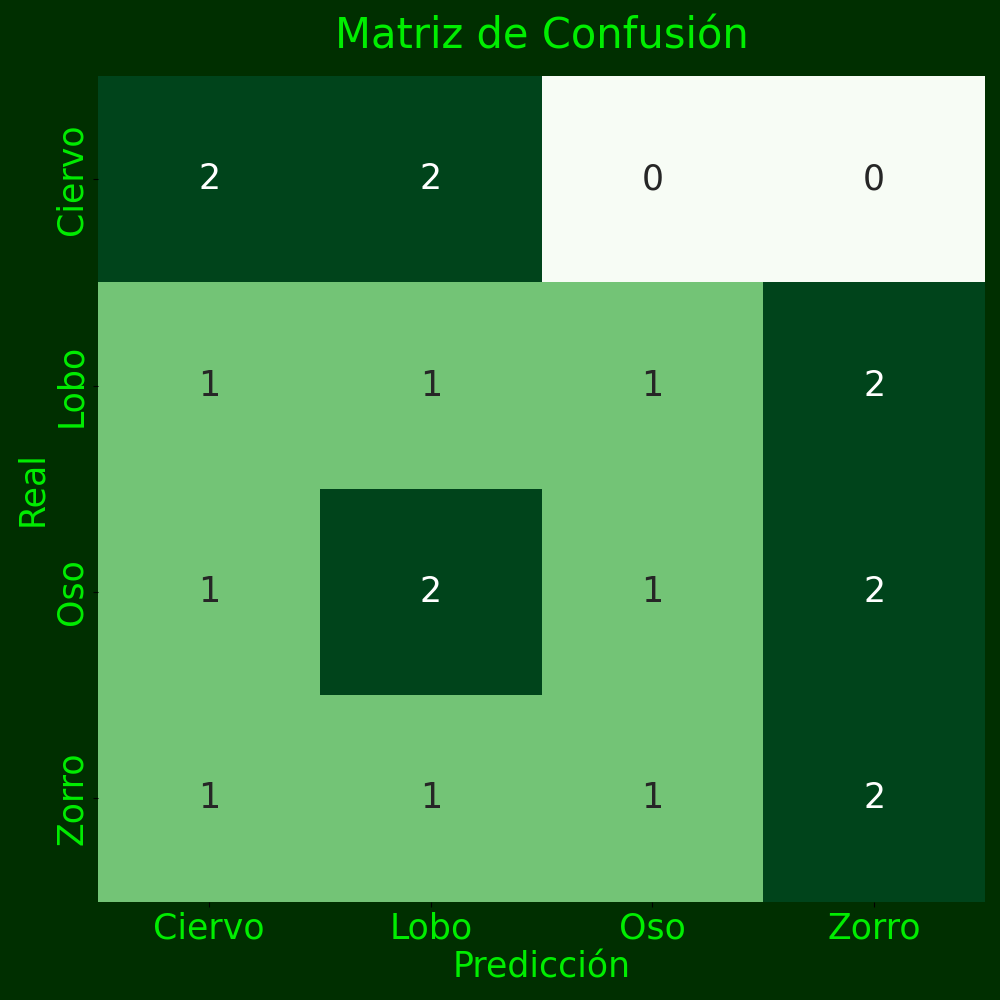 Matriz de Confusión
Real
Ciervo 2 2 0 0
Lobo 1 1 1 2
Oso 1 2 1 2
Zorro 1 1 1 2
Ciervo Lobo Oso Zorro
Predicción